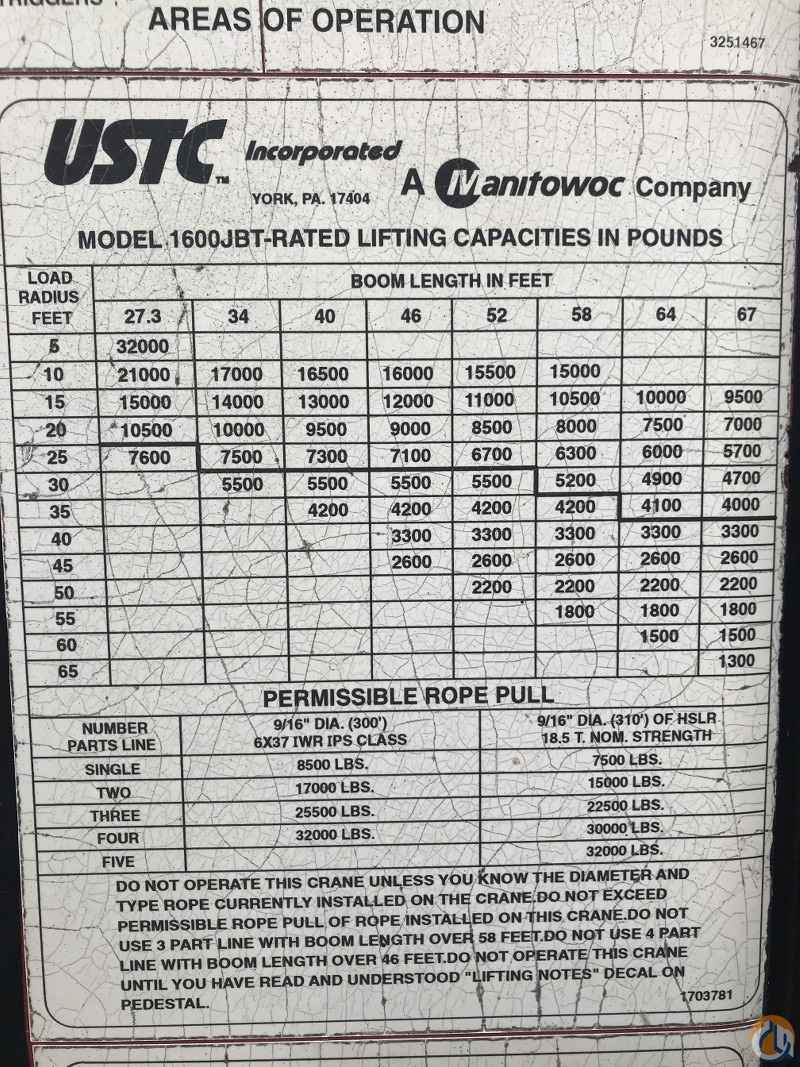 AREAS OF OPERATION
3251467
USTC™ Incorporated
YORK, PA. 17404
A Manitowoc Company
MODEL 1600JBT-RATED LIFTING CAPACITIES IN POUNDS
LOAD RADIUS FEET BOOM LENGTH IN FEET
27.3 34 40 46 52 58 64 67
5 32000
10 21000 17000 16500 16000 15500 15000
15 15000 14000 13000 12000 11000 10500 10000 9500
20 10500 10000 9500 9000 8500 8000 7500 7000
25 7600 7500 7300 7100 6700 6300 6000 5700
30 5500 5500 5500 5500 5200 4900 4700
35 4200 4200 4200 4200 4100 4000
40 3300 3300 3300 3300 3300
45 2600 2600 2600 2600 2600
50 2200 2200 2200 2200
55 1800 1800 1800
60 1500 1500
65 1300
PERMISSIBLE ROPE PULL
NUMBER PARTS LINE 9/16" DIA. (300') 6X37 IWR IPS CLASS 9/16" DIA. (310') OF HSLR 18.5 T. NOM. STRENGTH
SINGLE 8500 LBS. 7500 LBS.
TWO 17000 LBS. 15000 LBS.
THREE 25500 LBS. 22500 LBS.
FOUR 32000 LBS. 30000 LBS.
FIVE 32000 LBS.
DO NOT OPERATE THIS CRANE UNLESS YOU KNOW THE DIAMETER AND
TYPE ROPE CURRENTLY INSTALLED ON THE CRANE.DO NOT EXCEED
PERMISSIBLE ROPE PULL OF ROPE INSTALLED ON THIS CRANE.DO NOT
USE 3 PART LINE WITH BOOM LENGTH OVER 58 FEET.DO NOT USE 4 PART
LINE WITH BOOM LENGTH OVER 46 FEET.DO NOT OPERATE THIS CRANE
UNTIL YOU HAVE READ AND UNDERSTOOD "LIFTING NOTES" DECAL ON
PEDESTAL.
1703781